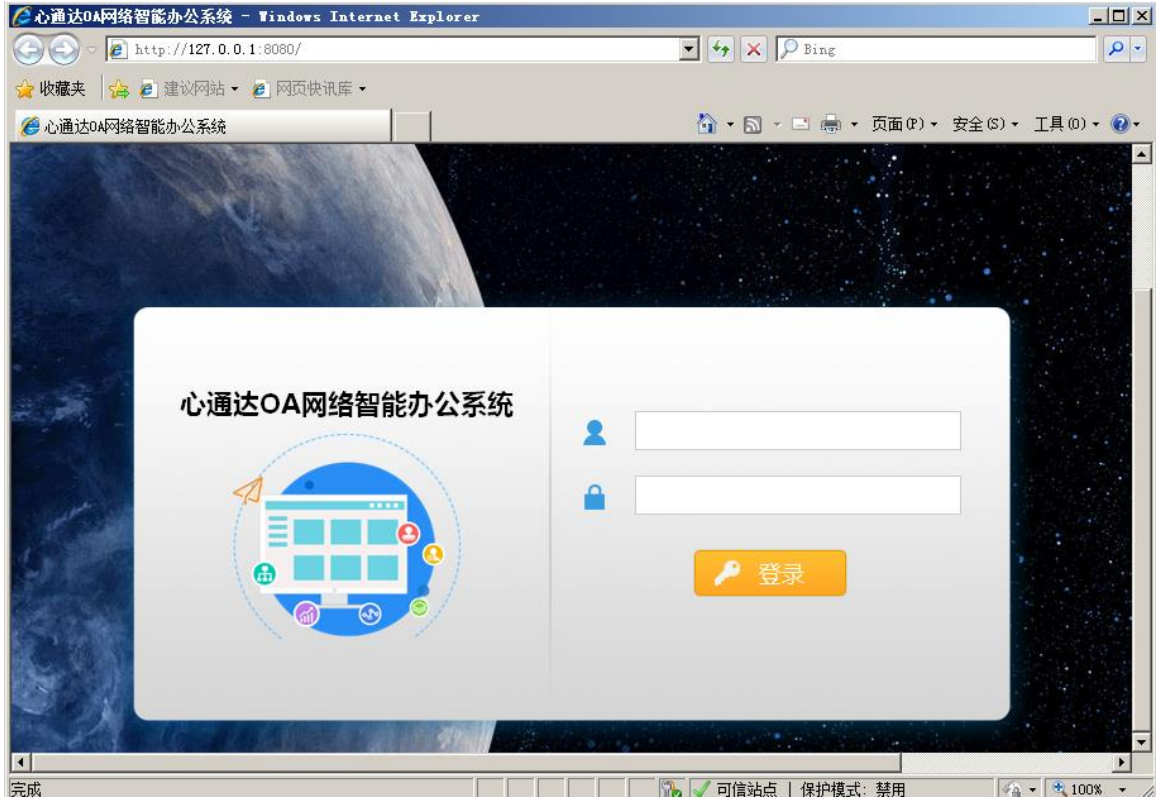 心通达OA网络智能办公系统 - Windows Internet Explorer
http://127.0.0.1:8080/
Bing
收藏夹 建议网站 网页快讯库
心通达OA网络智能办公系统 页面(P) 安全(S) 工具(O)
心通达OA网络智能办公系统
登录
完成 可信站点 | 保护模式: 禁用 100%